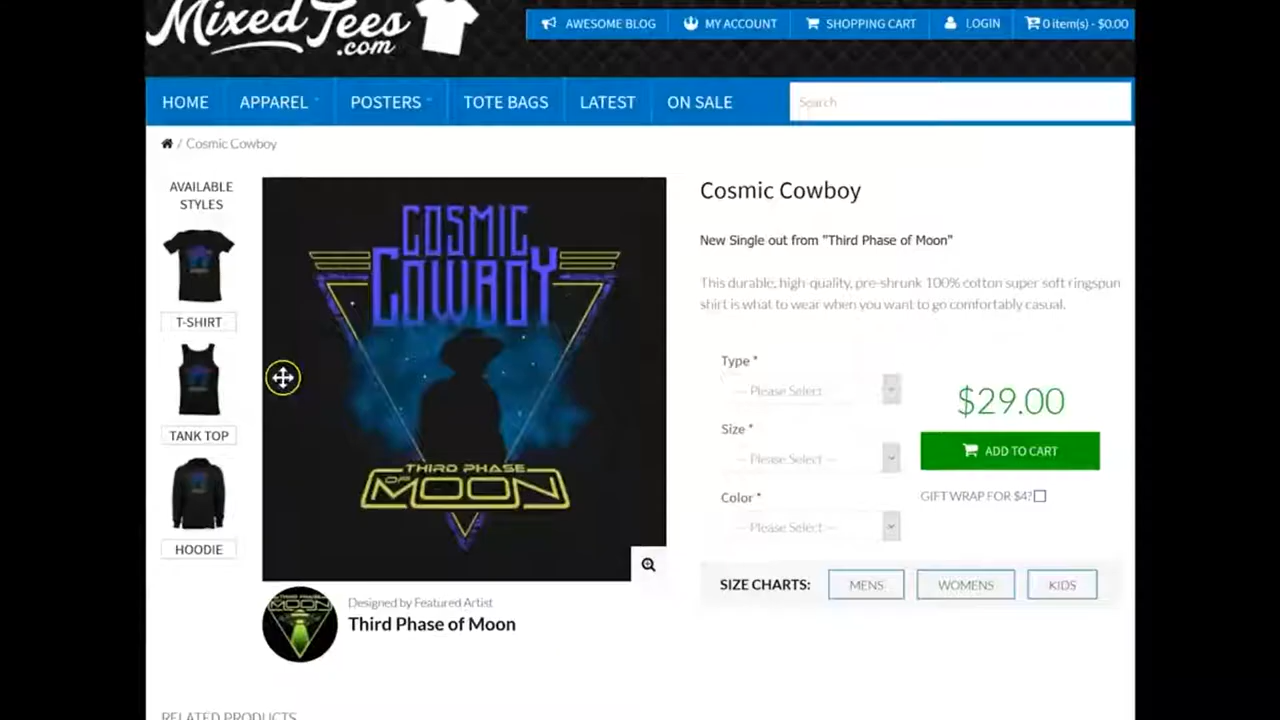 MixedTees
.com
AWESOME BLOG
MY ACCOUNT
SHOPPING CART
LOGIN
0 item(s) - $0.00
HOME
APPAREL
POSTERS
TOTE BAGS
LATEST
ON SALE
Search
/ Cosmic Cowboy
AVAILABLE
STYLES
T-SHIRT
TANK TOP
HOODIE
COSMIC
COWBOY
THIRD PHASE
OF
MOON
Designed by Featured Artist
Third Phase of Moon
Cosmic Cowboy
New Single out from "Third Phase of Moon"
This durable, high-quality, pre-shrunk 100% cotton super soft ringspun
shirt is what to wear when you want to go comfortably casual.
Type *
--- Please Select ---
Size *
--- Please Select ---
Color *
--- Please Select ---
$29.00
ADD TO CART
GIFT WRAP FOR $4?
SIZE CHARTS:
MENS
WOMENS
KIDS
RELATED PRODUCTS